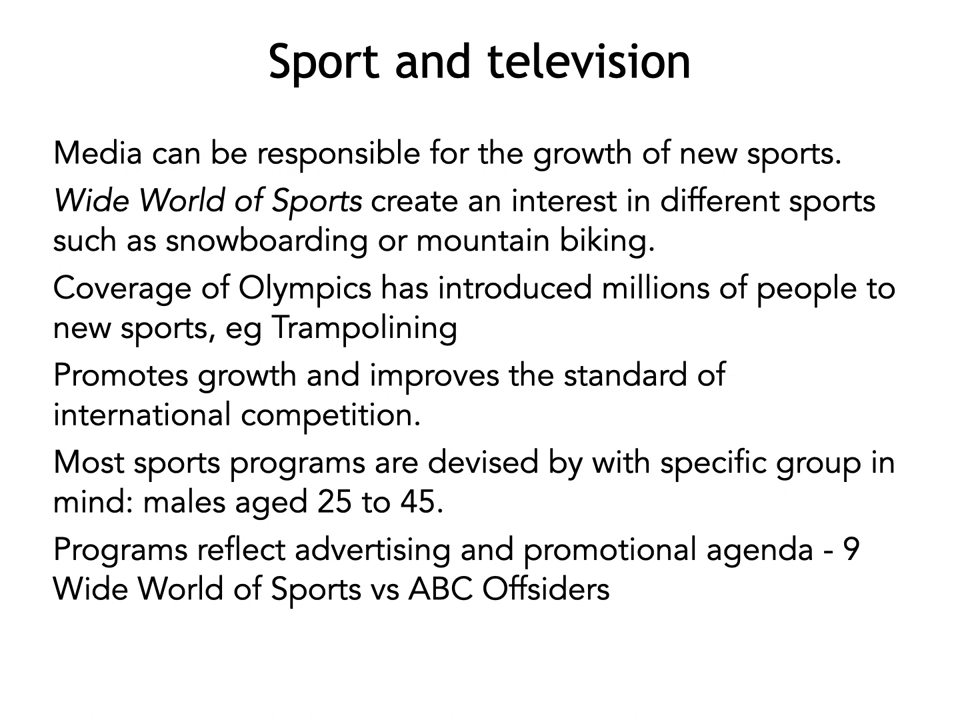 Sport and television
Media can be responsible for the growth of new sports.
Wide World of Sports create an interest in different sports
such as snowboarding or mountain biking.
Coverage of Olympics has introduced millions of people to
new sports, eg Trampolining
Promotes growth and improves the standard of
international competition.
Most sports programs are devised by with specific group in
mind: males aged 25 to 45.
Programs reflect advertising and promotional agenda - 9
Wide World of Sports vs ABC Offsiders